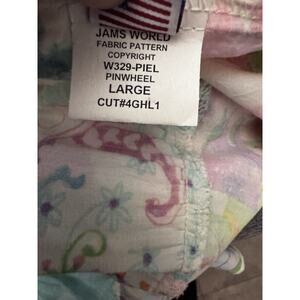 JAMS WORLD
FABRIC PATTERN
COPYRIGHT
W329-PIEL
PINWHEEL
LARGE
CUT#4GHL1